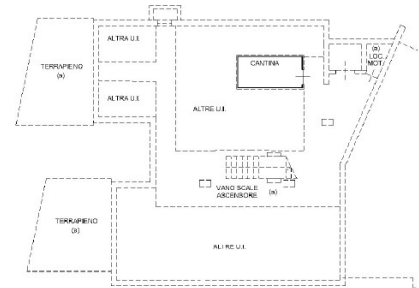 ALTRA U.I.
TERRAPIENO
(a)
ALTRA U.I.
CANTINA
(a)
LOC.
MOT.
ALTRE U.I.
VANO SCALE
ASCENSORE
(a)
TERRAPIENO
(a)
ALTRE U.I.